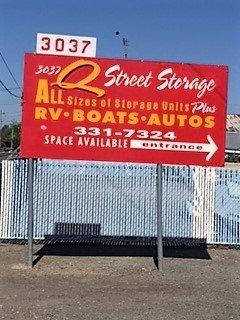 3037
3037 Q Street Storage
ALL Sizes of Storage Units Plus
RV · BOATS · AUTOS
331-7324
SPACE AVAILABLE entrance